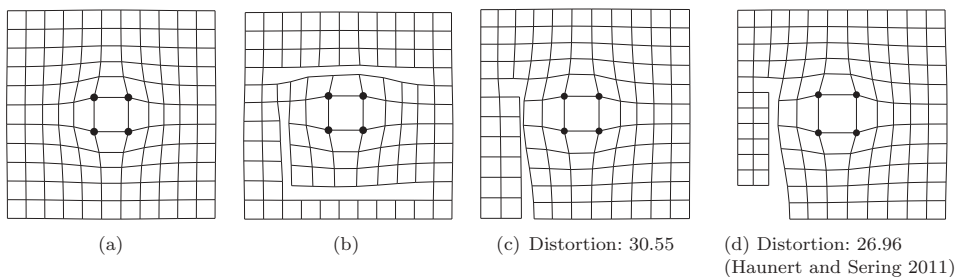 (a)
(b)
(c) Distortion: 30.55
(d) Distortion: 26.96
(Haunert and Sering 2011)